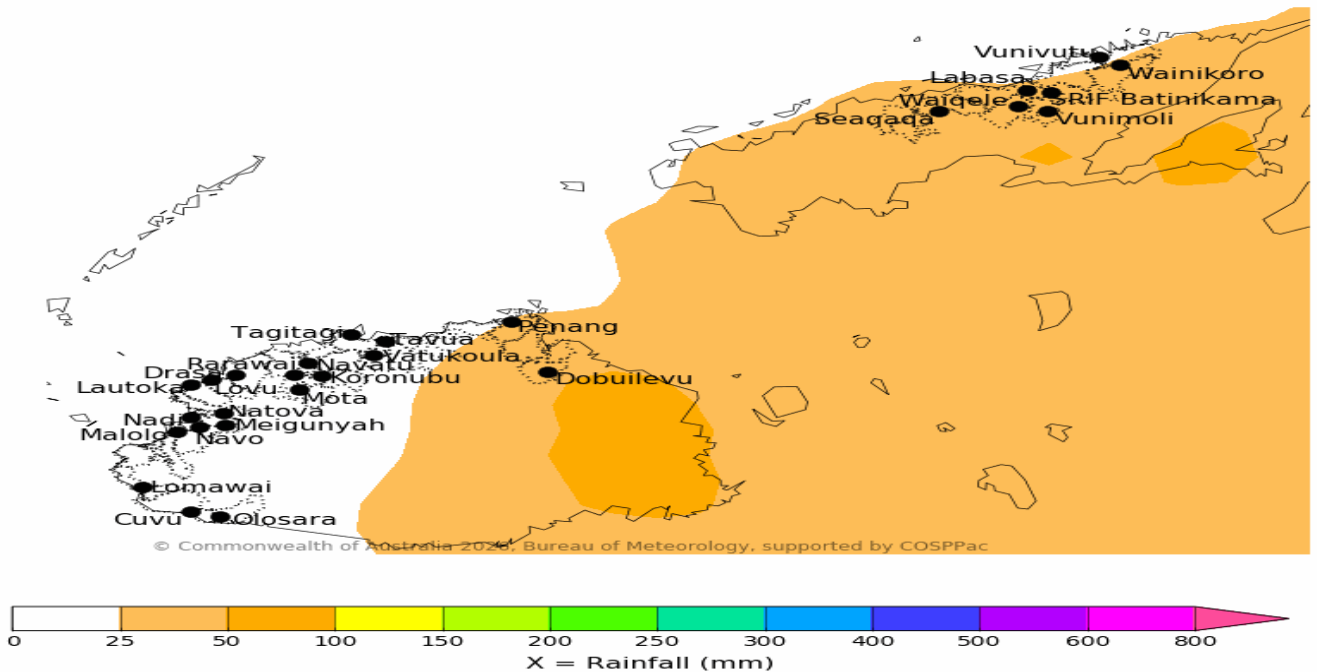 Vunivutu
Wainikoro
Labasa
Waiqele
SRIF Batinikama
Seaqaqa
Vunimoli
Tagitagi
Tavua
Penang
Vatukoula
Rarawai
Navatu
Drasa
Koronubu
Dobuilevu
Lautoka
Lovu
Mota
Natova
Nadi
Meigunyah
Malolo
Navo
Lomawai
Cuvu
Olosara
© Commonwealth of Australia, Bureau of Meteorology, supported by COSPPac
0 25 50 100 150 200 250 300 400 500 600 800
X = Rainfall (mm)